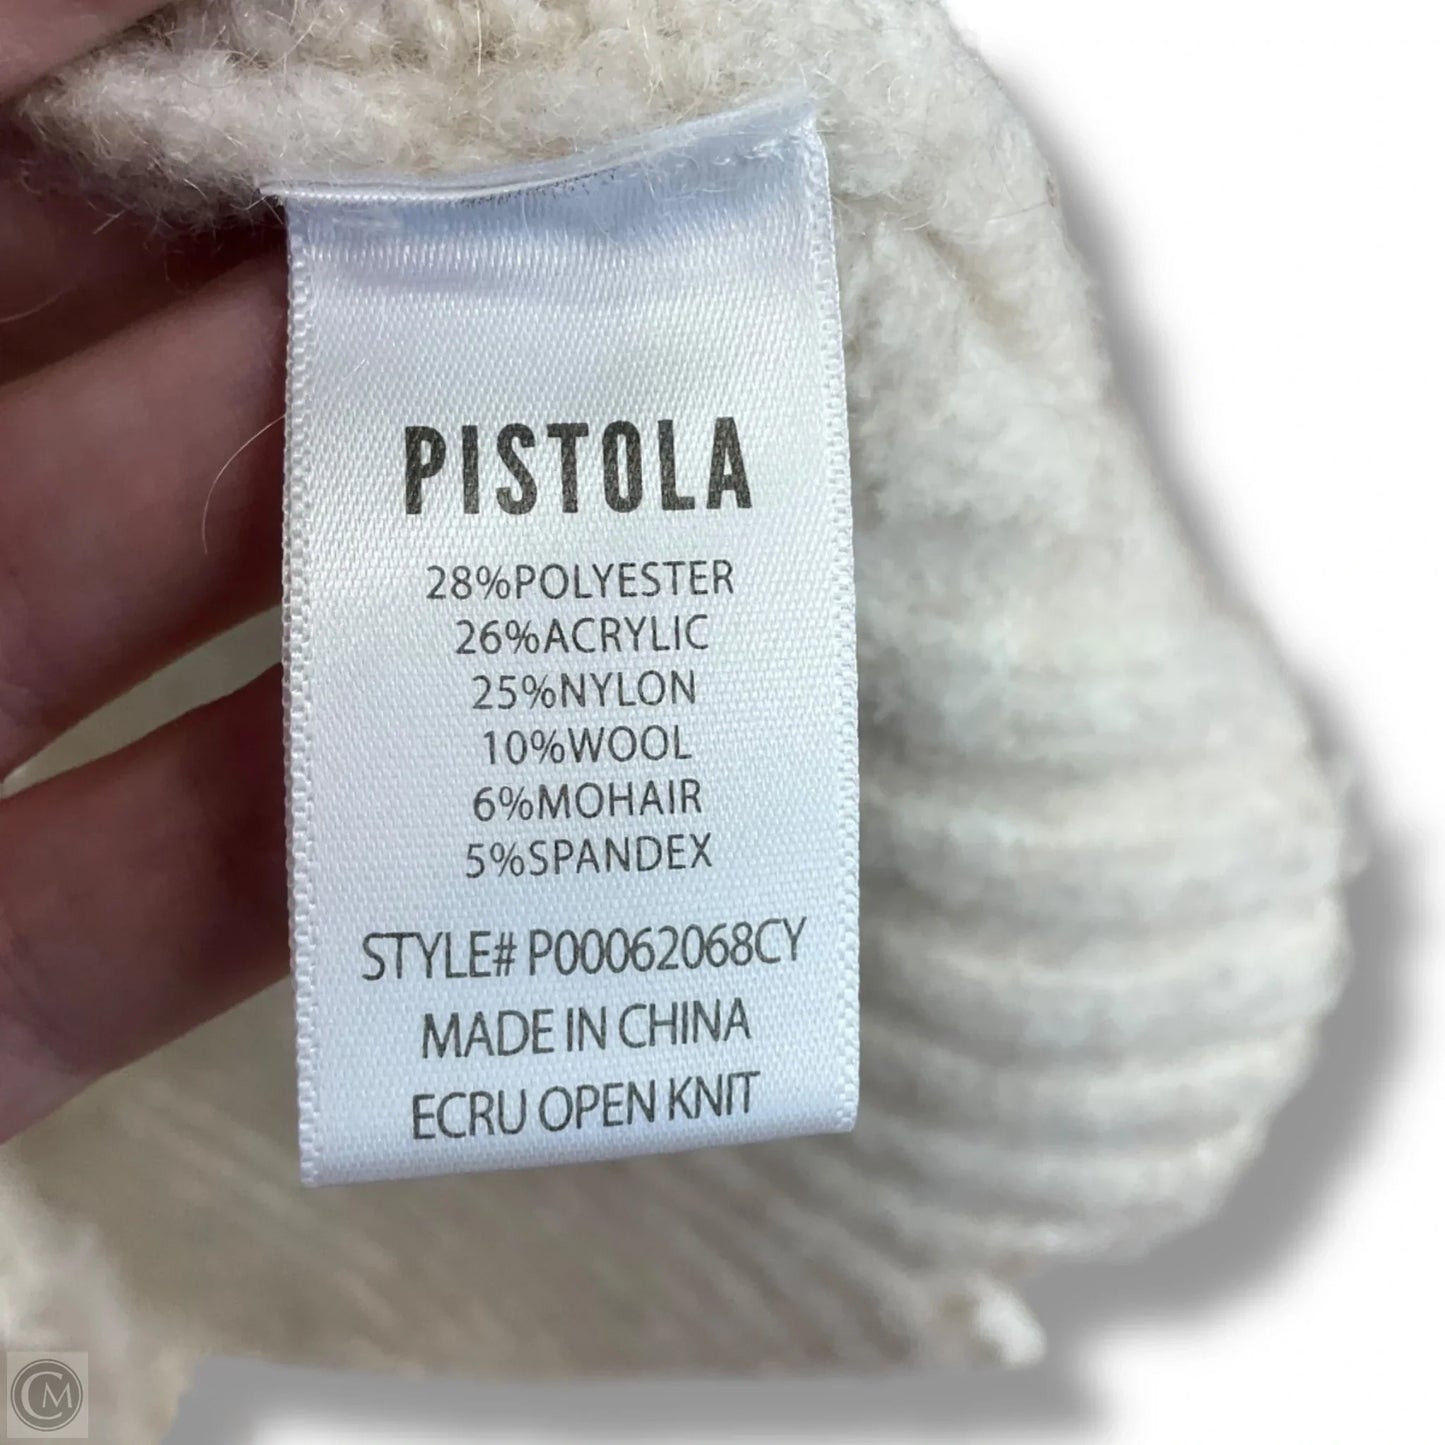 PISTOLA
28%POLYESTER
26%ACRYLIC
25%NYLON
10%WOOL
6%MOHAIR
5%SPANDEX
STYLE# P00062068CY
MADE IN CHINA
ECRU OPEN KNIT
CM